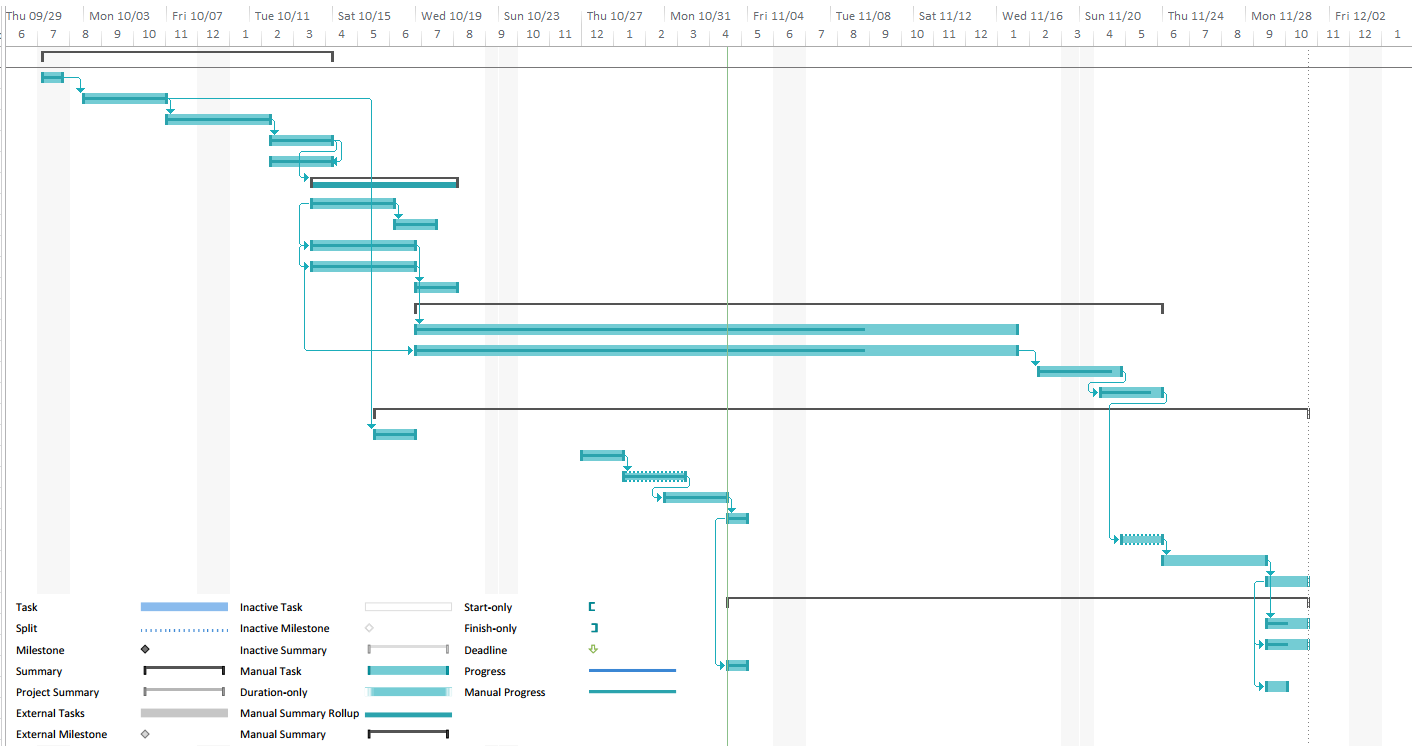 Thu 09/29 Mon 10/03 Fri 10/07 Tue 10/11 Sat 10/15 Wed 10/19 Sun 10/23 Thu 10/27 Mon 10/31 Fri 11/04 Tue 11/08 Sat 11/12 Wed 11/16 Sun 11/20 Thu 11/24 Mon 11/28 Fri 12/02
6 7 8 9 10 11 12 1 2 3 4 5 6 7 8 9 10 11 12 1 2 3 4 5 6 7 8 9 10 11 12 1 2 3 4 5 6 7 8 9 10 11 12 1
Task Inactive Task Start-only
Split Inactive Milestone Finish-only
Milestone Inactive Summary Deadline
Summary Manual Task Progress
Project Summary Duration-only Manual Progress
External Tasks Manual Summary Rollup
External Milestone Manual Summary